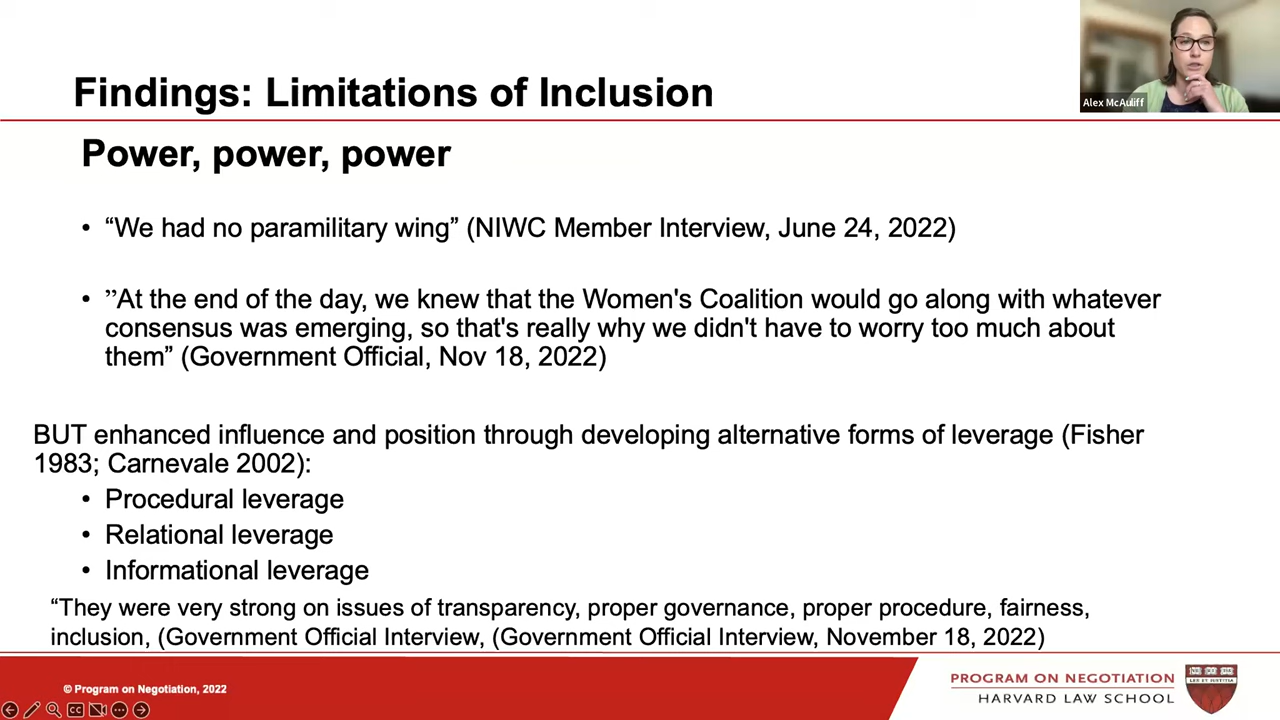 Alex McAuliff
Findings: Limitations of Inclusion
Power, power, power
• “We had no paramilitary wing” (NIWC Member Interview, June 24, 2022)
• ”At the end of the day, we knew that the Women's Coalition would go along with whatever
consensus was emerging, so that's really why we didn't have to worry too much about
them” (Government Official, Nov 18, 2022)
BUT enhanced influence and position through developing alternative forms of leverage (Fisher
1983; Carnevale 2002):
• Procedural leverage
• Relational leverage
• Informational leverage
“They were very strong on issues of transparency, proper governance, proper procedure, fairness,
inclusion, (Government Official Interview, (Government Official Interview, November 18, 2022)
© Program on Negotiation, 2022
CC
PROGRAM ON NEGOTIATION
HARVARD LAW SCHOOL